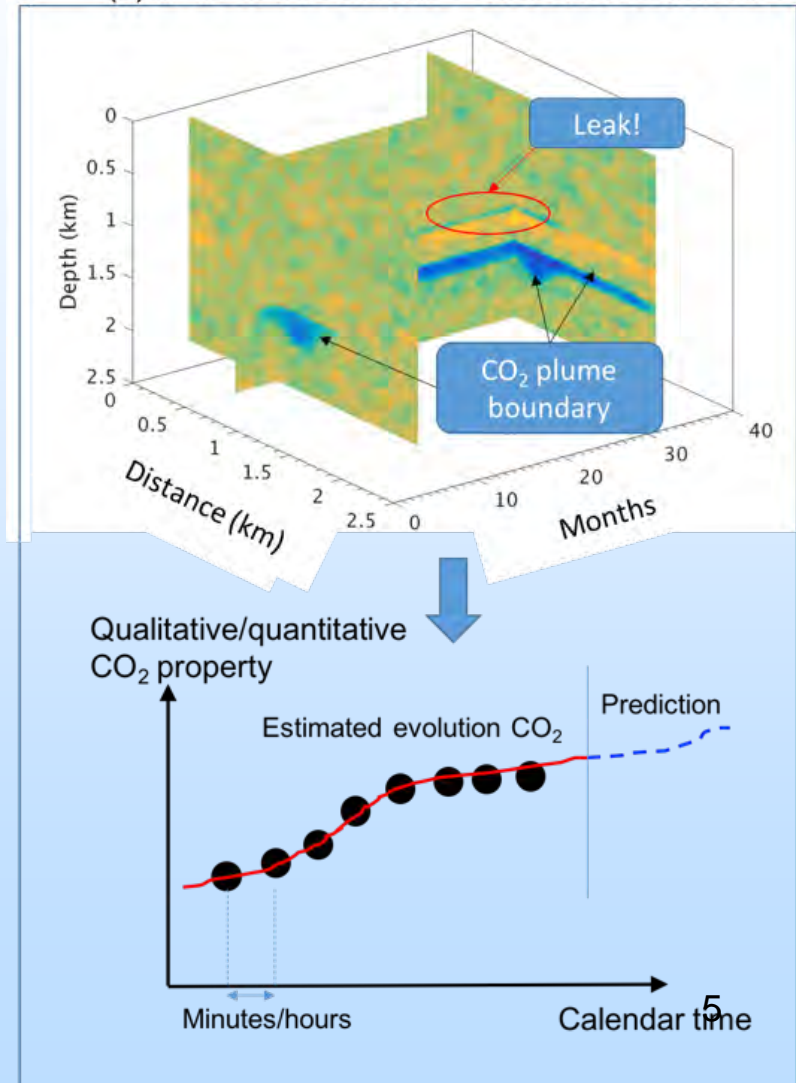 Leak!
0
0.5
1
1.5
2
2.5
Depth (km)
CO₂ plume
boundary
0
0.5
1
1.5
2
2.5
Distance (km)
0
10
20
30
40
Months
Qualitative/quantitative
CO₂ property
Prediction
Estimated evolution CO₂
Minutes/hours
Calendar time
5